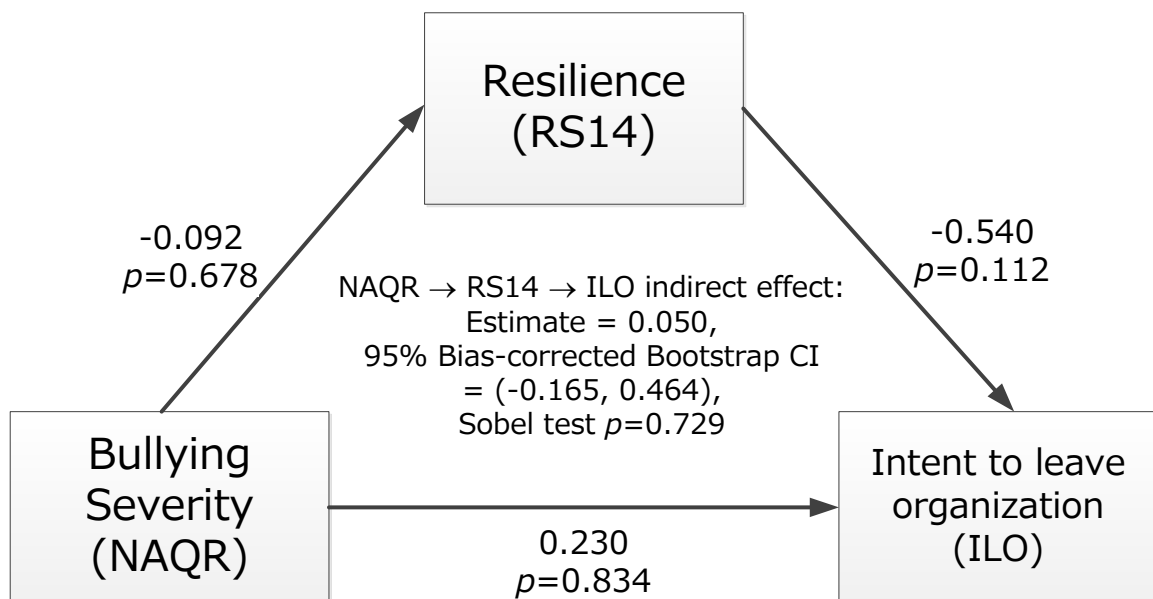 Resilience
(RS14)
-0.092
p=0.678
-0.540
p=0.112
NAQR → RS14 → ILO indirect effect:
Estimate = 0.050,
95% Bias-corrected Bootstrap CI
= (-0.165, 0.464),
Sobel test p=0.729
Bullying
Severity
(NAQR)
Intent to leave
organization
(ILO)
0.230
p=0.834